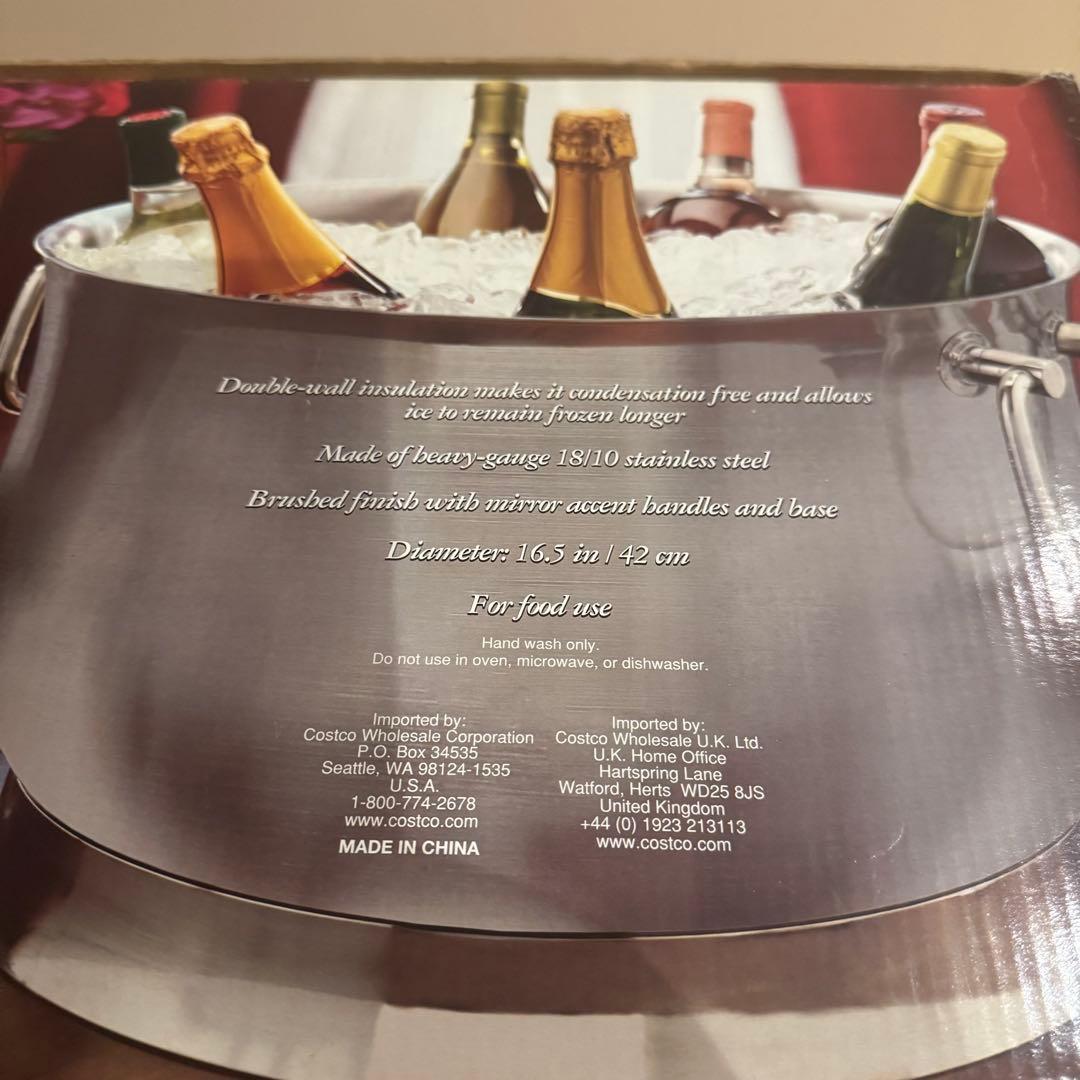 Double-wall insulation makes it condensation free and allows
ice to remain frozen longer
Made of heavy-gauge 18/10 stainless steel
Brushed finish with mirror accent handles and base
Diameter: 16.5 in / 42 cm
For food use
Hand wash only.
Do not use in oven, microwave, or dishwasher.
Imported by:
Costco Wholesale Corporation
P.O. Box 34535
Seattle, WA 98124-1535
U.S.A.
1-800-774-2678
www.costco.com
MADE IN CHINA
Imported by:
Costco Wholesale U.K. Ltd.
U.K. Home Office
Hartspring Lane
Watford, Herts WD25 8JS
United Kingdom
+44 (0) 1923 213113
www.costco.com